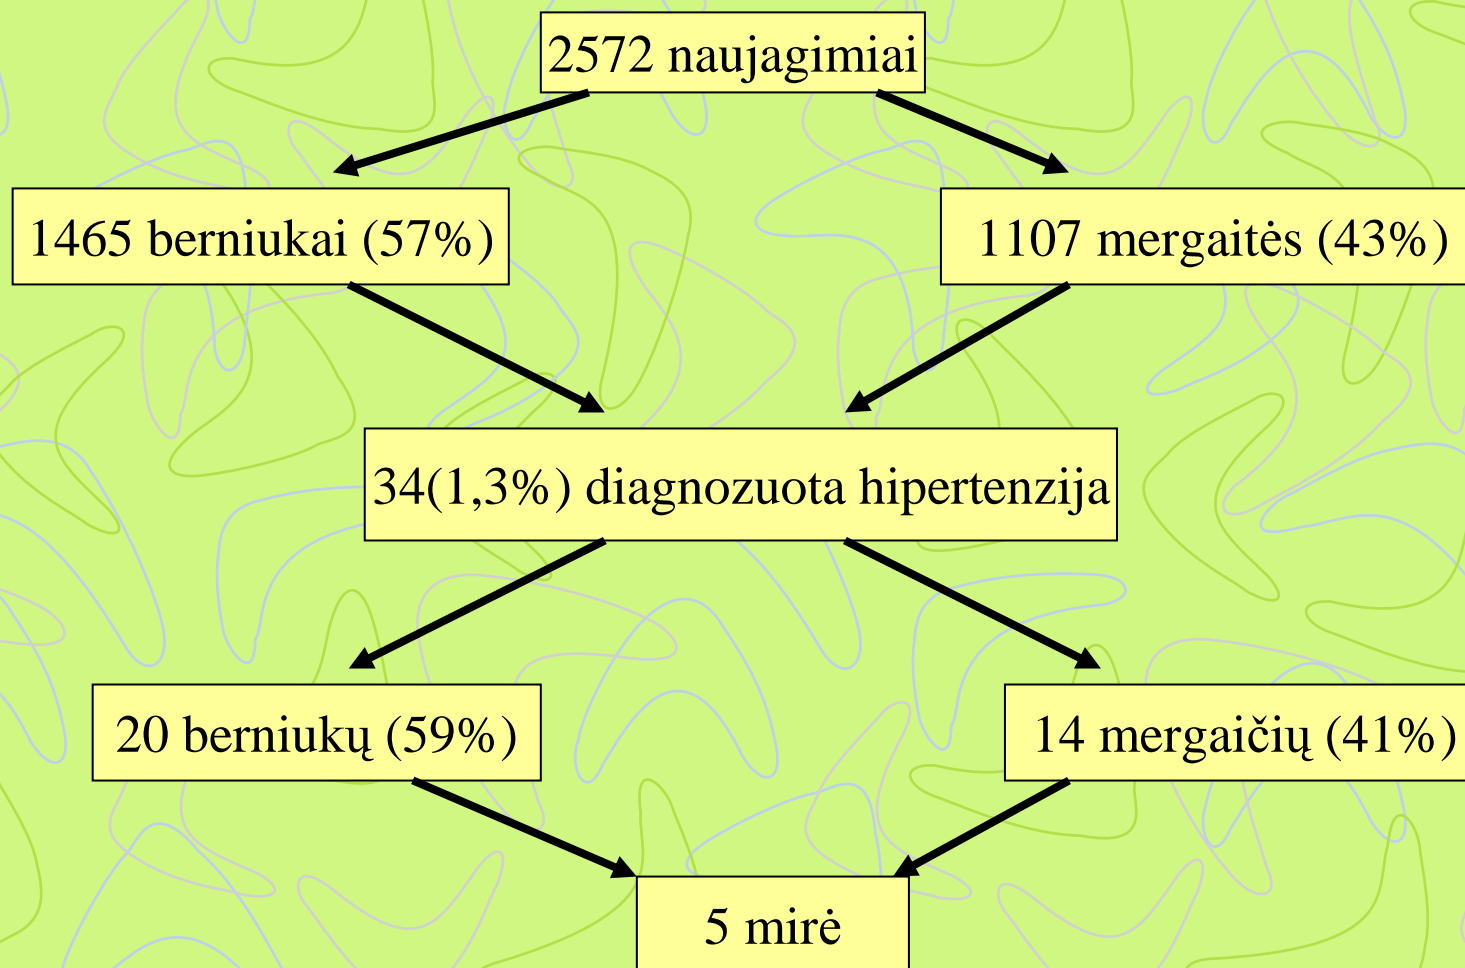 2572 naujagimiai
1465 berniukai (57%)
1107 mergaitės (43%)
34(1,3%) diagnozuota hipertenzija
20 berniukų (59%)
14 mergaičių (41%)
5 mirė